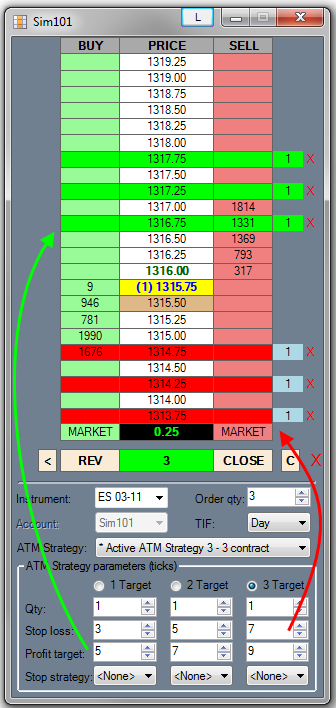 Sim101 L
BUY PRICE SELL
1319.25
1319.00
1318.75
1318.50
1318.25
1318.00
1317.75 1 X
1317.50
1317.25 1 X
1317.00 1814
1316.75 1331 1 X
1316.50 1369
1316.25 793
1316.00 317
9 (1) 1315.75
946 1315.50
781 1315.25
1990 1315.00
1676 1314.75 1 X
1314.50
1314.25 1 X
1314.00
1313.75 1 X
MARKET 0.25 MARKET
< REV 3 CLOSE C X
Instrument: ES 03-11 Order qty: 3
Account: Sim101 TIF: Day
ATM Strategy: * Active ATM Strategy 3 - 3 contract
ATM Strategy parameters (ticks)
1 Target 2 Target 3 Target
Qty: 1 1 1
Stop loss: 3 5 7
Profit target: 5 7 9
Stop strategy: <None> <None> <None>